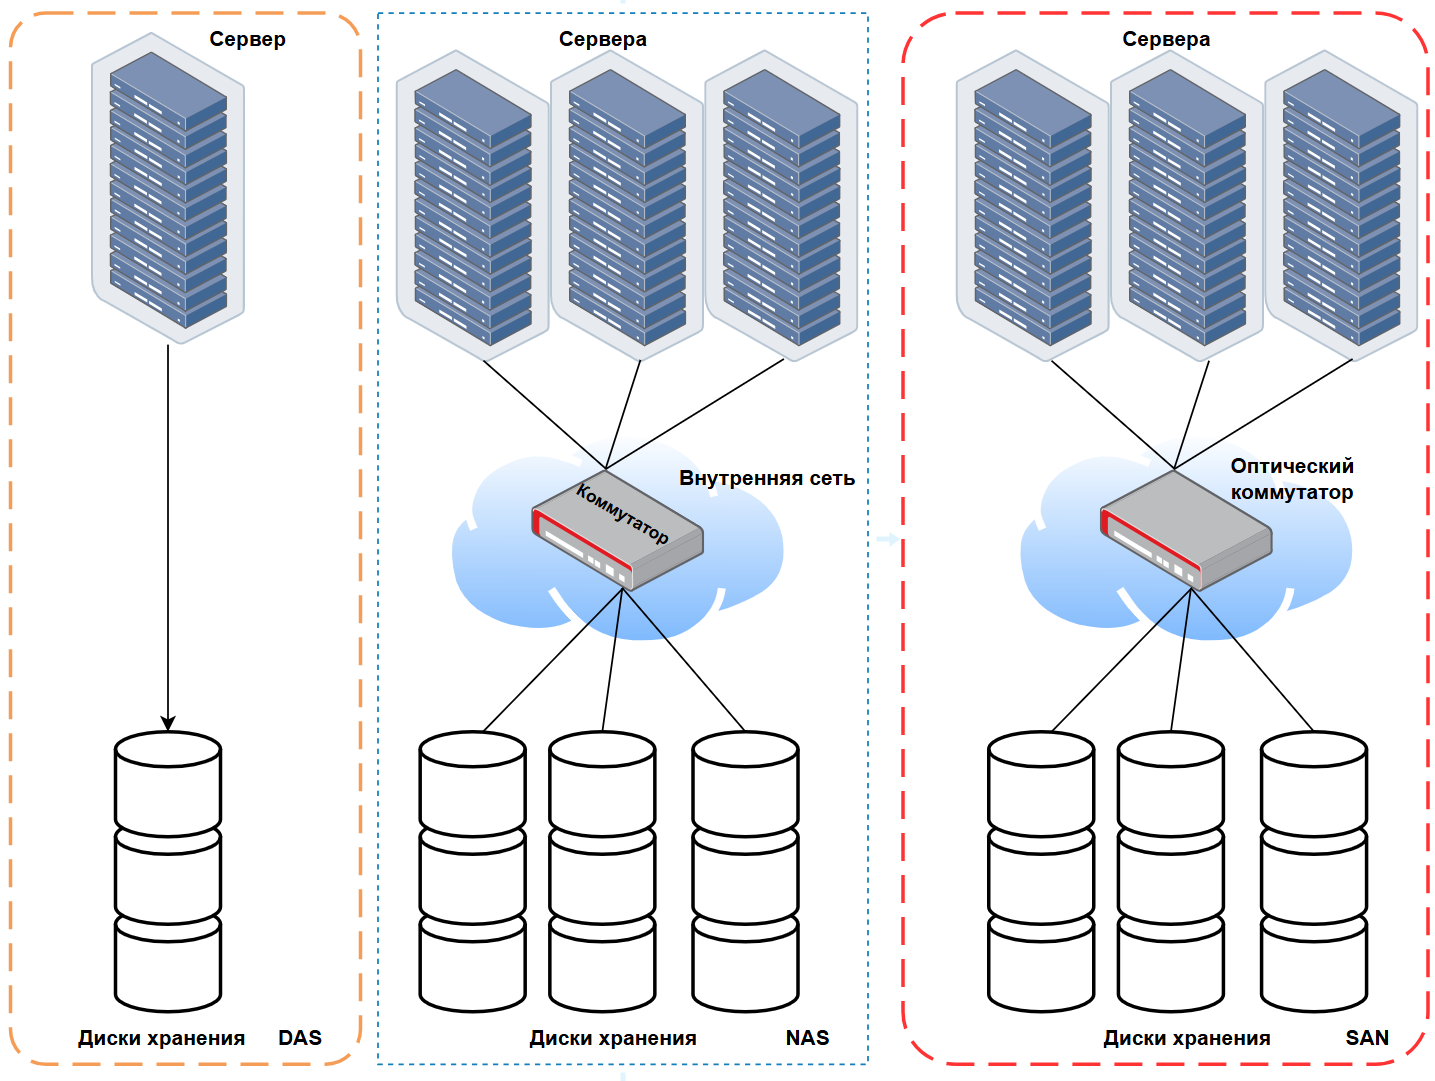 Сервер
Диски хранения
DAS
Сервера
Внутренняя сеть
Коммутатор
Диски хранения
NAS
Сервера
Оптический
коммутатор
Диски хранения
SAN